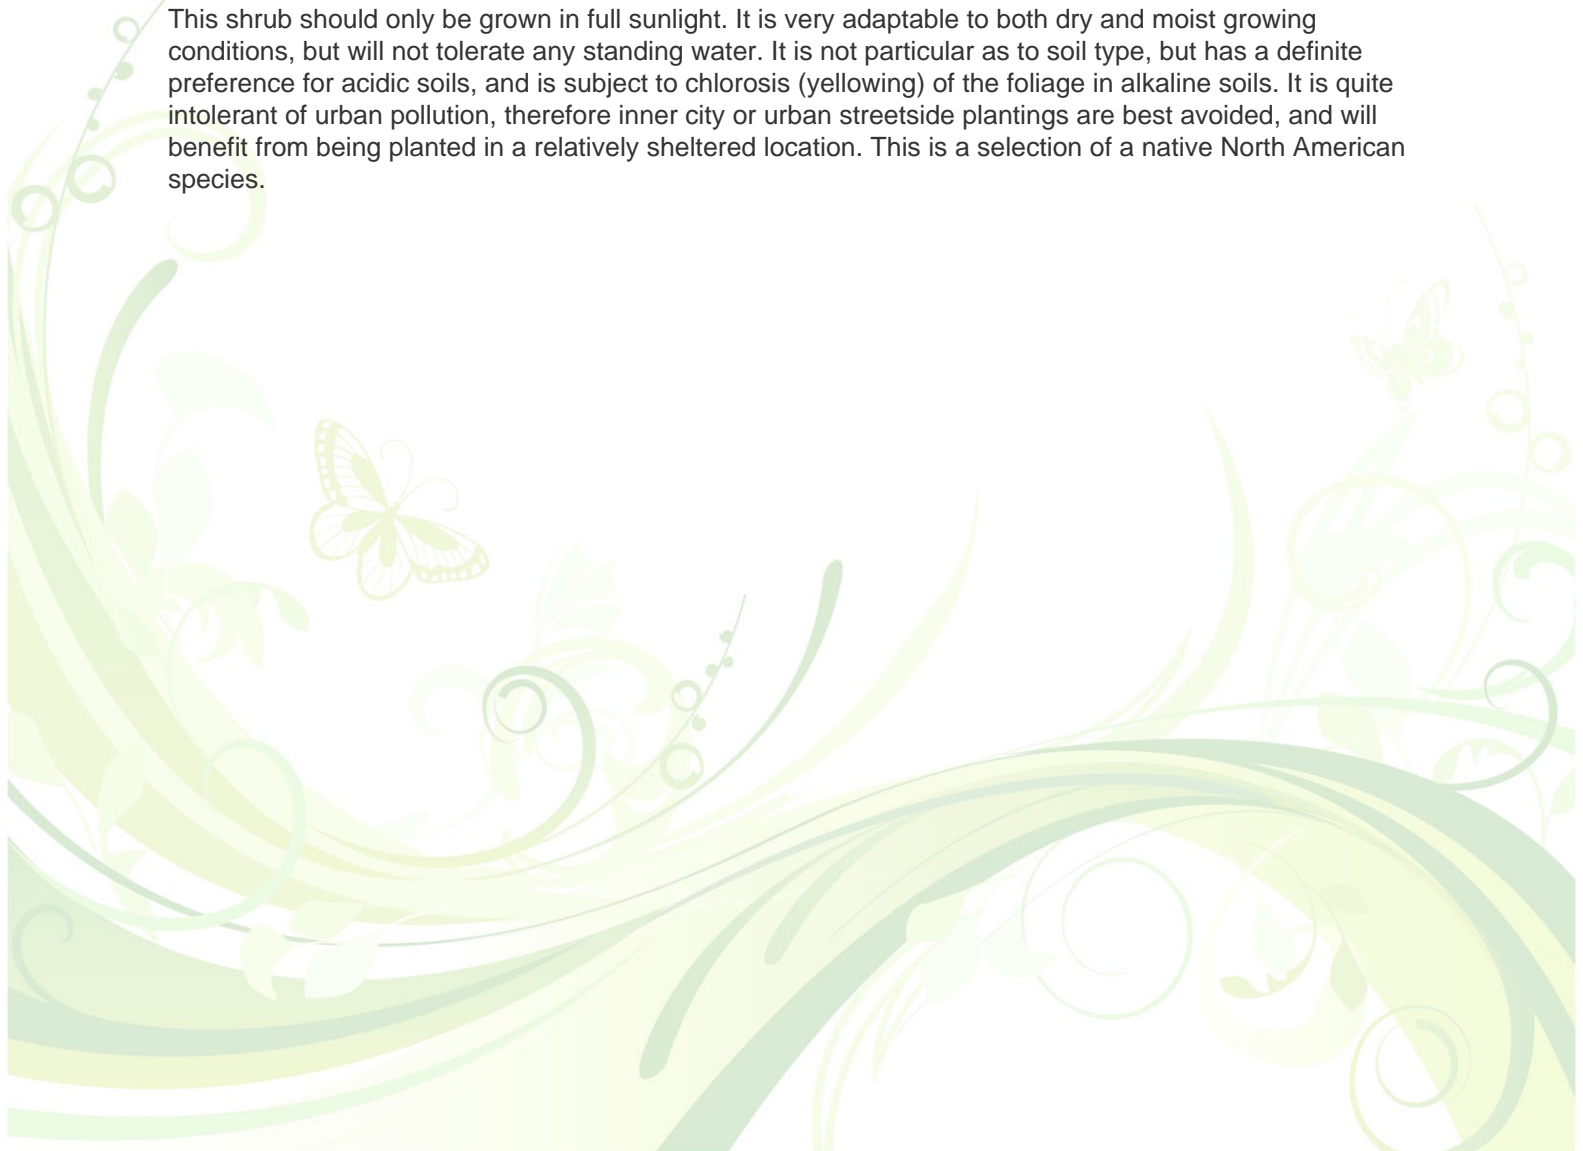 This shrub should only be grown in full sunlight. It is very adaptable to both dry and moist growing
conditions, but will not tolerate any standing water. It is not particular as to soil type, but has a definite
preference for acidic soils, and is subject to chlorosis (yellowing) of the foliage in alkaline soils. It is quite
intolerant of urban pollution, therefore inner city or urban streetside plantings are best avoided, and will
benefit from being planted in a relatively sheltered location. This is a selection of a native North American
species.